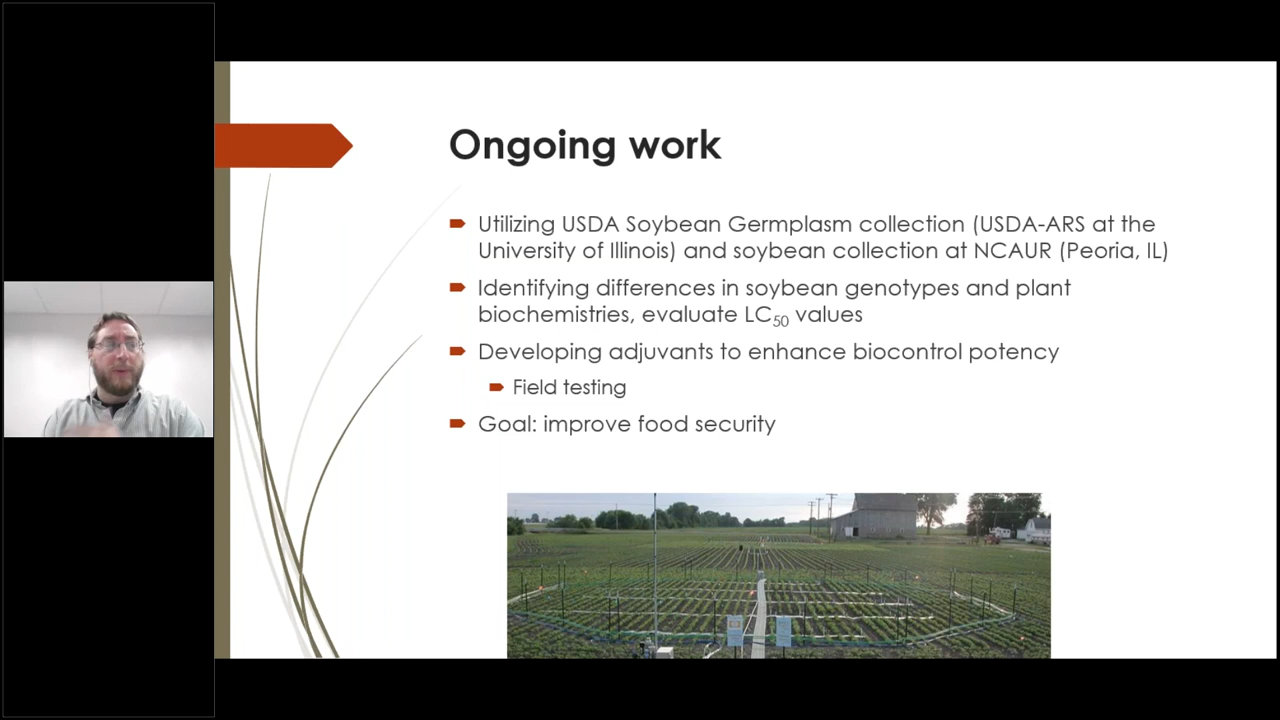 Ongoing work
Utilizing USDA Soybean Germplasm collection (USDA-ARS at the
University of Illinois) and soybean collection at NCAUR (Peoria, IL)
Identifying differences in soybean genotypes and plant
biochemistries, evaluate LC50 values
Developing adjuvants to enhance biocontrol potency
Field testing
Goal: improve food security